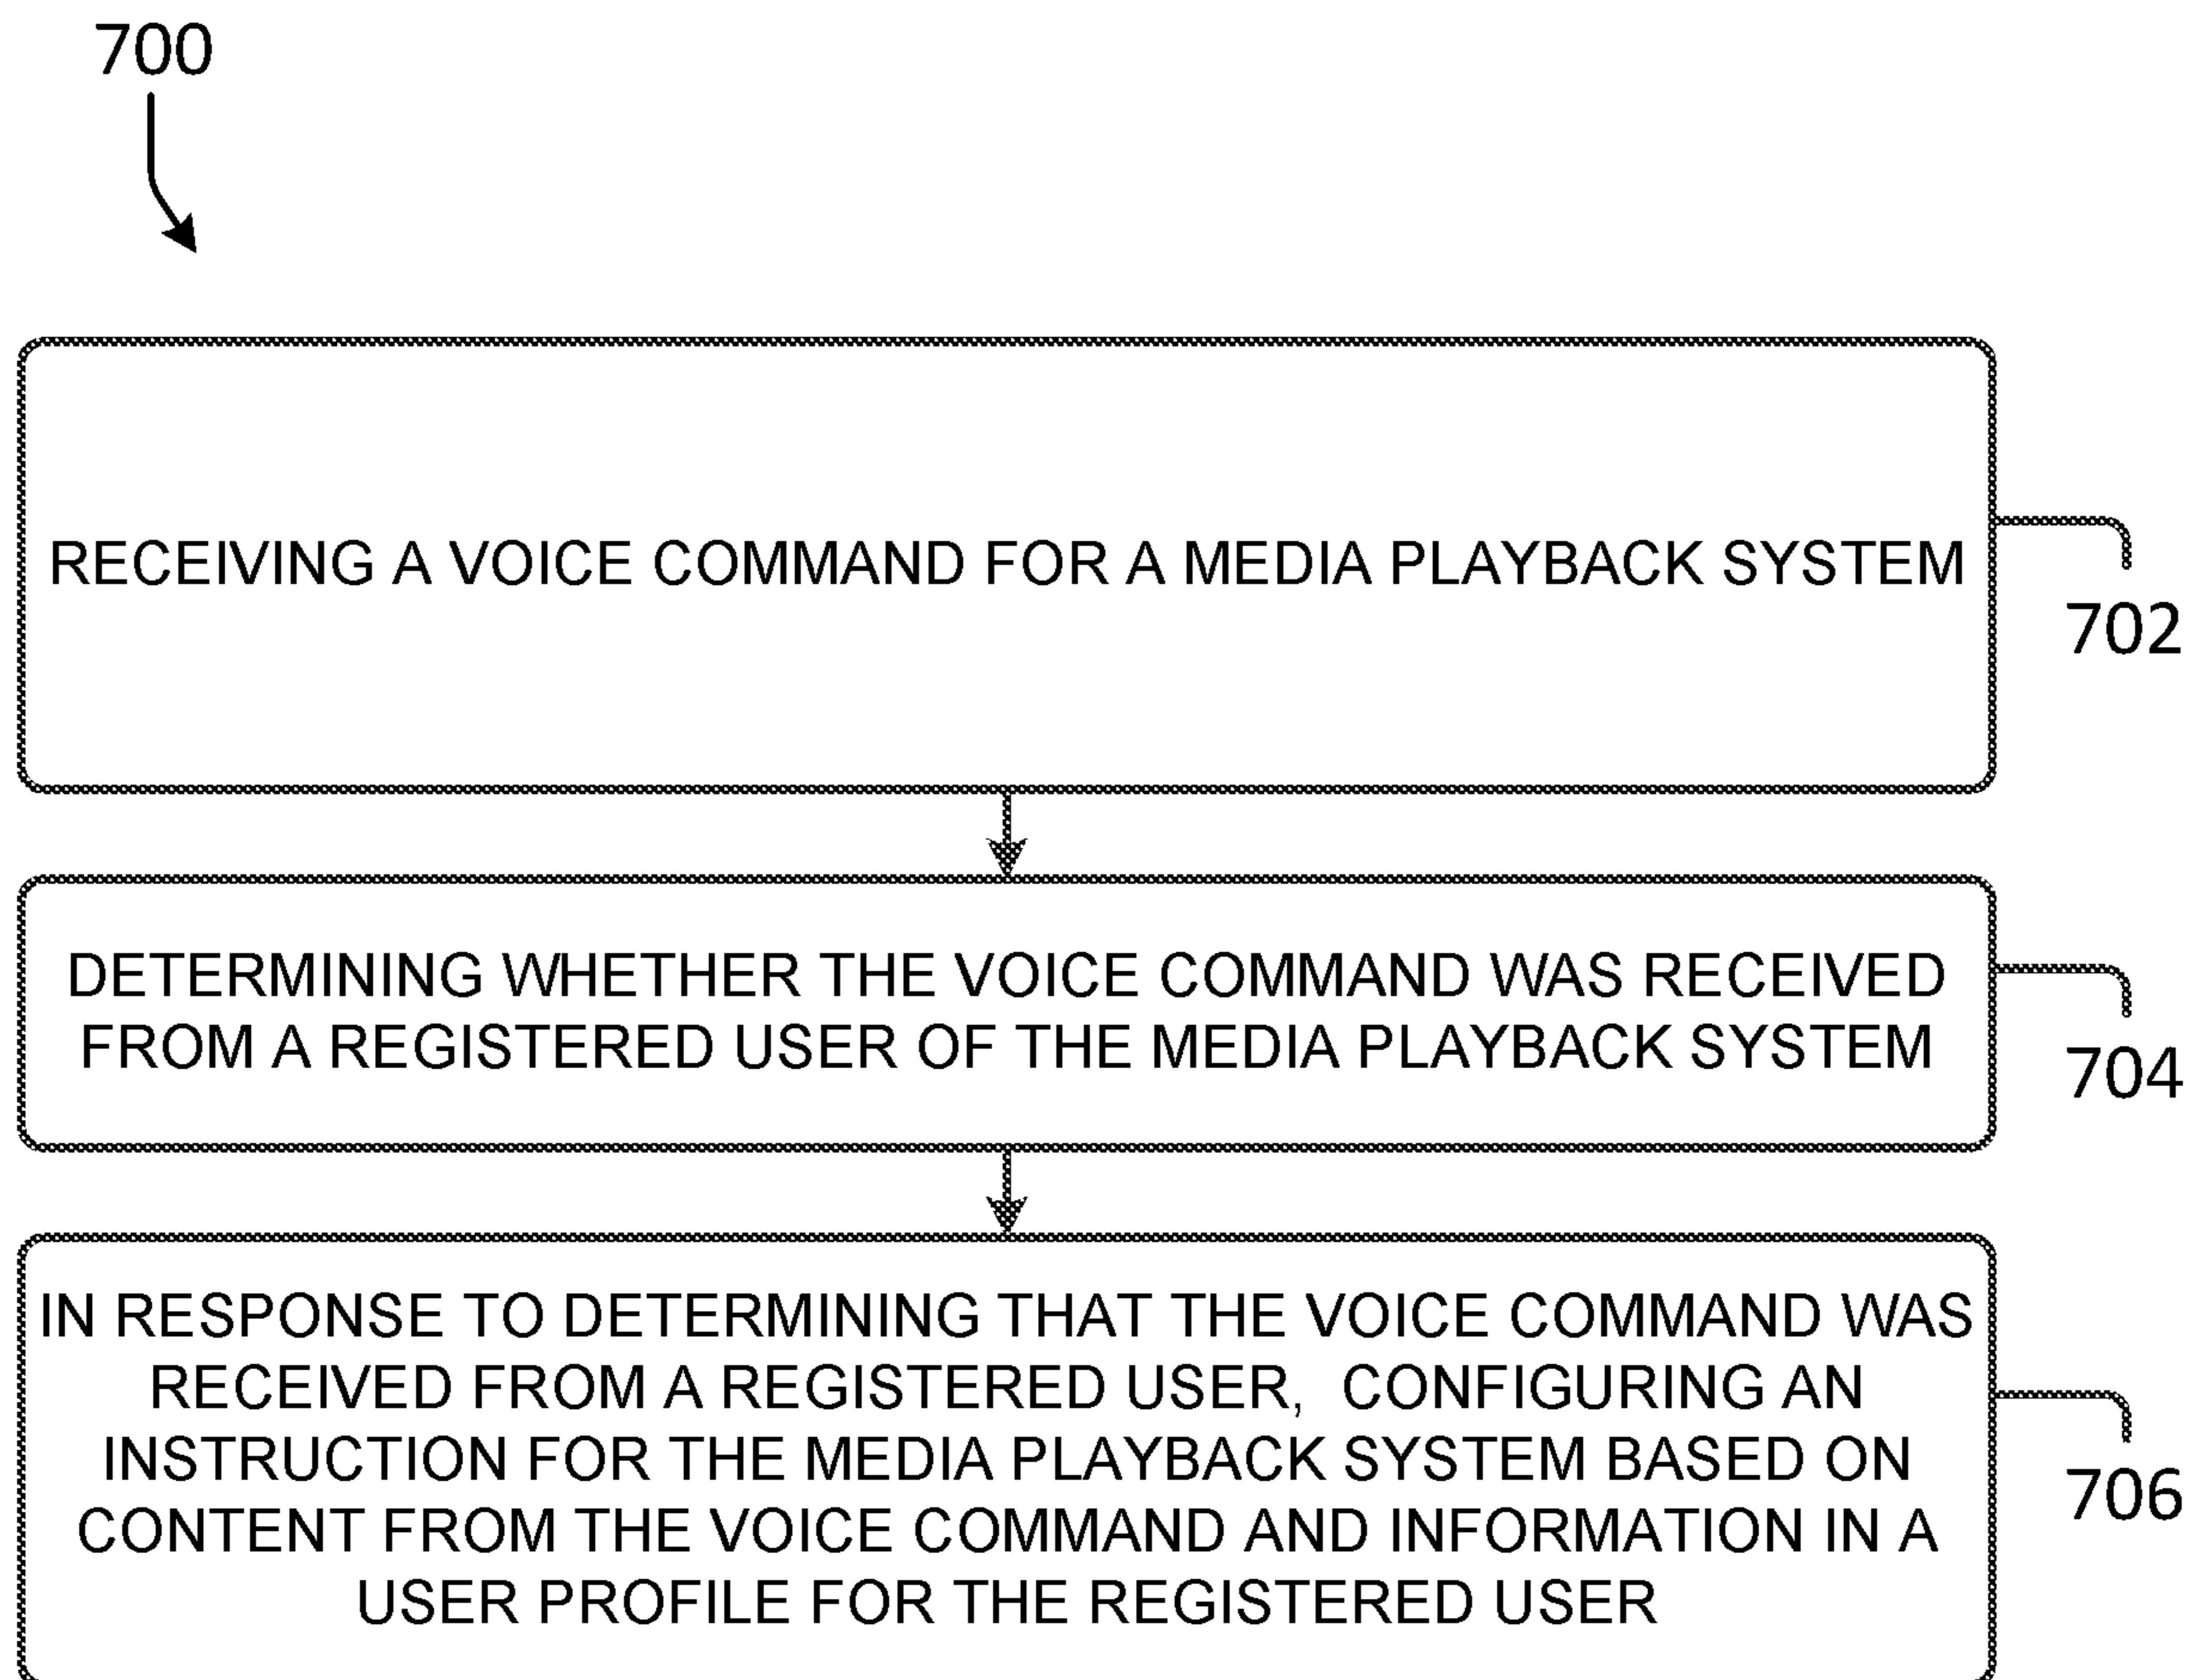 700
RECEIVING A VOICE COMMAND FOR A MEDIA PLAYBACK SYSTEM
702
DETERMINING WHETHER THE VOICE COMMAND WAS RECEIVED
FROM A REGISTERED USER OF THE MEDIA PLAYBACK SYSTEM
704
IN RESPONSE TO DETERMINING THAT THE VOICE COMMAND WAS
RECEIVED FROM A REGISTERED USER, CONFIGURING AN
INSTRUCTION FOR THE MEDIA PLAYBACK SYSTEM BASED ON
CONTENT FROM THE VOICE COMMAND AND INFORMATION IN A
USER PROFILE FOR THE REGISTERED USER
706